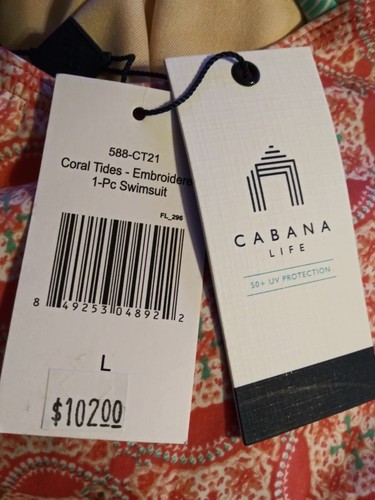 588-CT21
Coral Tides - Embroidere
1-Pc Swimsuit
FL_296
8 49253 04892 2
L
$102.00
CABANA
LIFE
50+ UV PROTECTION